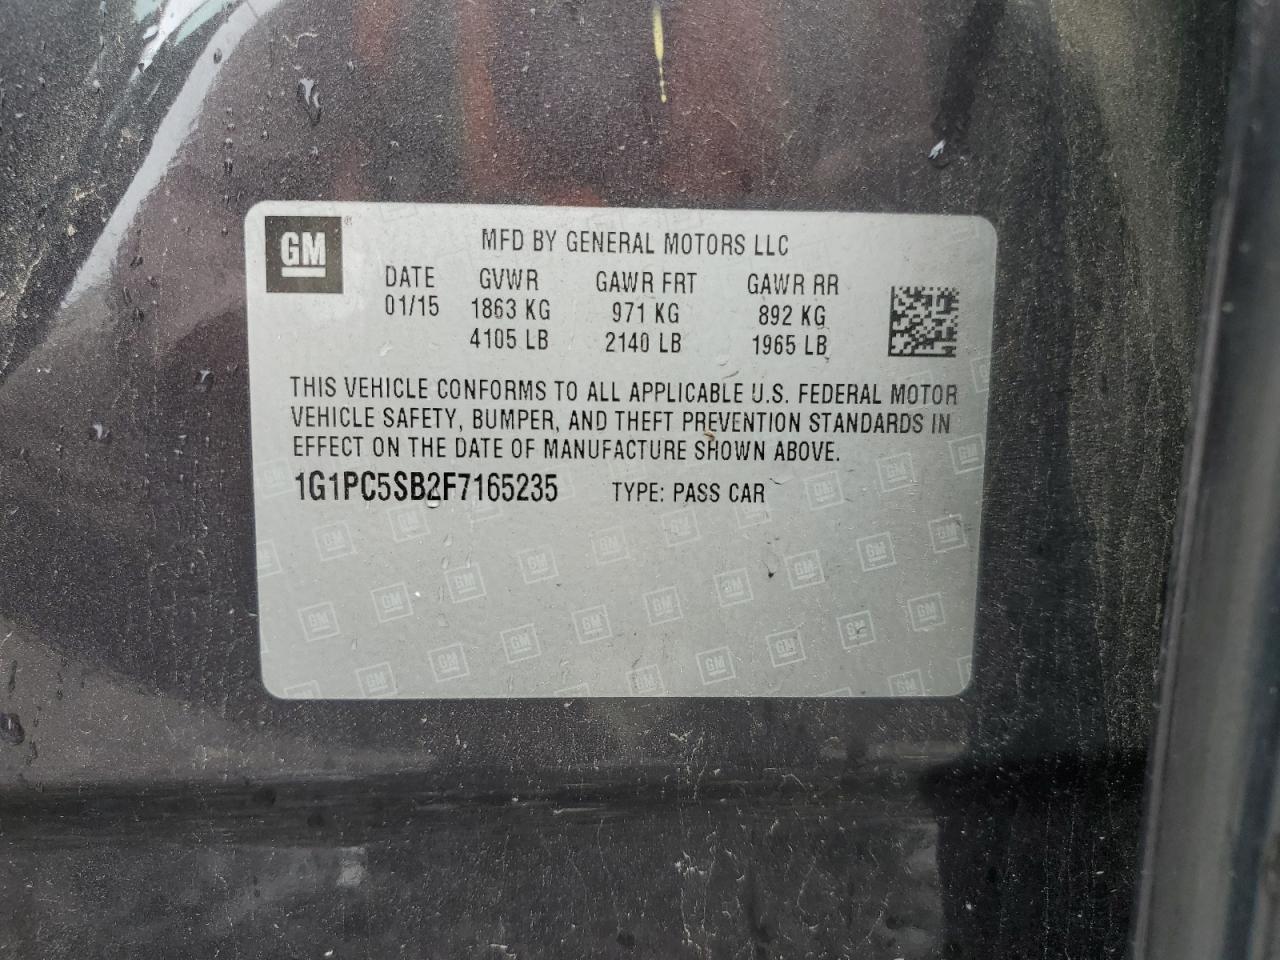 GM ®
MFD BY GENERAL MOTORS LLC
DATE GVWR GAWR FRT GAWR RR
01/15 1863 KG 971 KG 892 KG
4105 LB 2140 LB 1965 LB
THIS VEHICLE CONFORMS TO ALL APPLICABLE U.S. FEDERAL MOTOR
VEHICLE SAFETY, BUMPER, AND THEFT PREVENTION STANDARDS IN
EFFECT ON THE DATE OF MANUFACTURE SHOWN ABOVE.
1G1PC5SB2F7165235 TYPE: PASS CAR